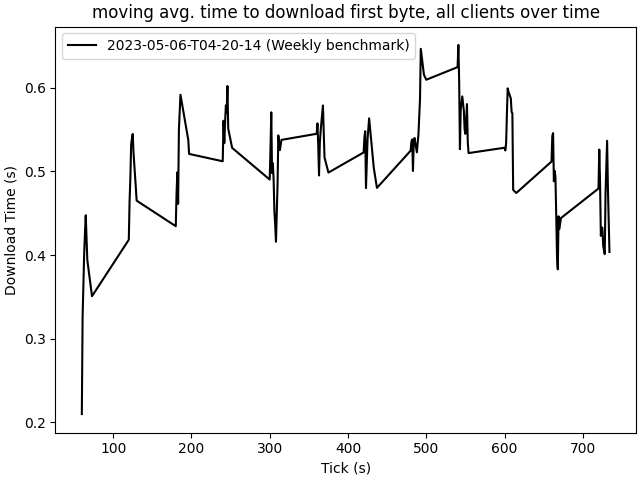 moving avg. time to download first byte, all clients over time
2023-05-06-T04-20-14 (Weekly benchmark)
Download Time (s)
0.6
0.5
0.4
0.3
0.2
100 200 300 400 500 600 700
Tick (s)